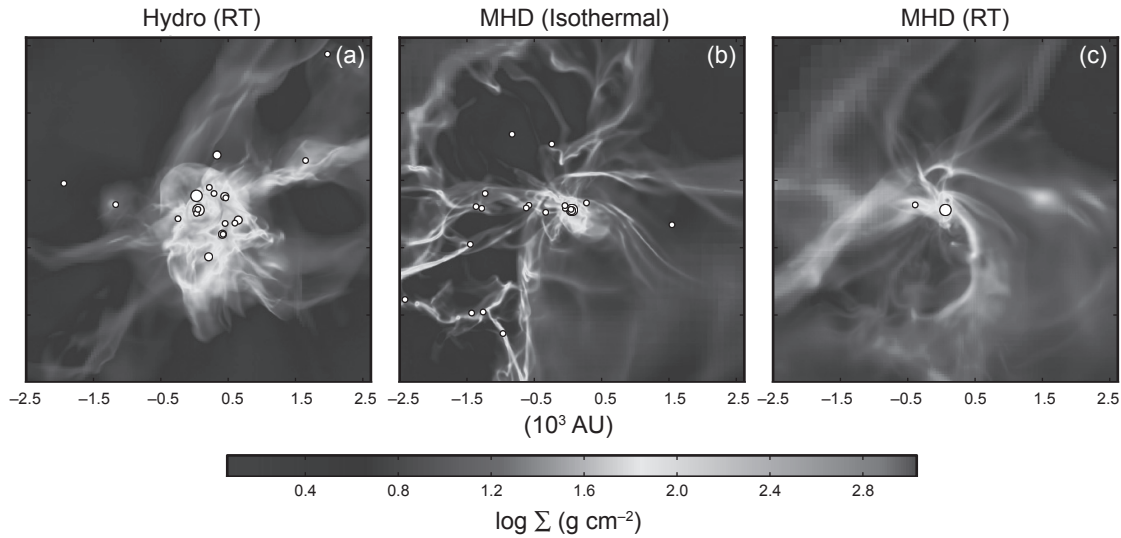 Hydro (RT) MHD (Isothermal) MHD (RT)
(a) (b) (c)
−2.5 −1.5 −0.5 0.5 1.5 2.5 −2.5 −1.5 −0.5 0.5 1.5 2.5 −2.5 −1.5 −0.5 0.5 1.5 2.5
(10³ AU)
0.4 0.8 1.2 1.6 2.0 2.4 2.8
log Σ (g cm⁻²)